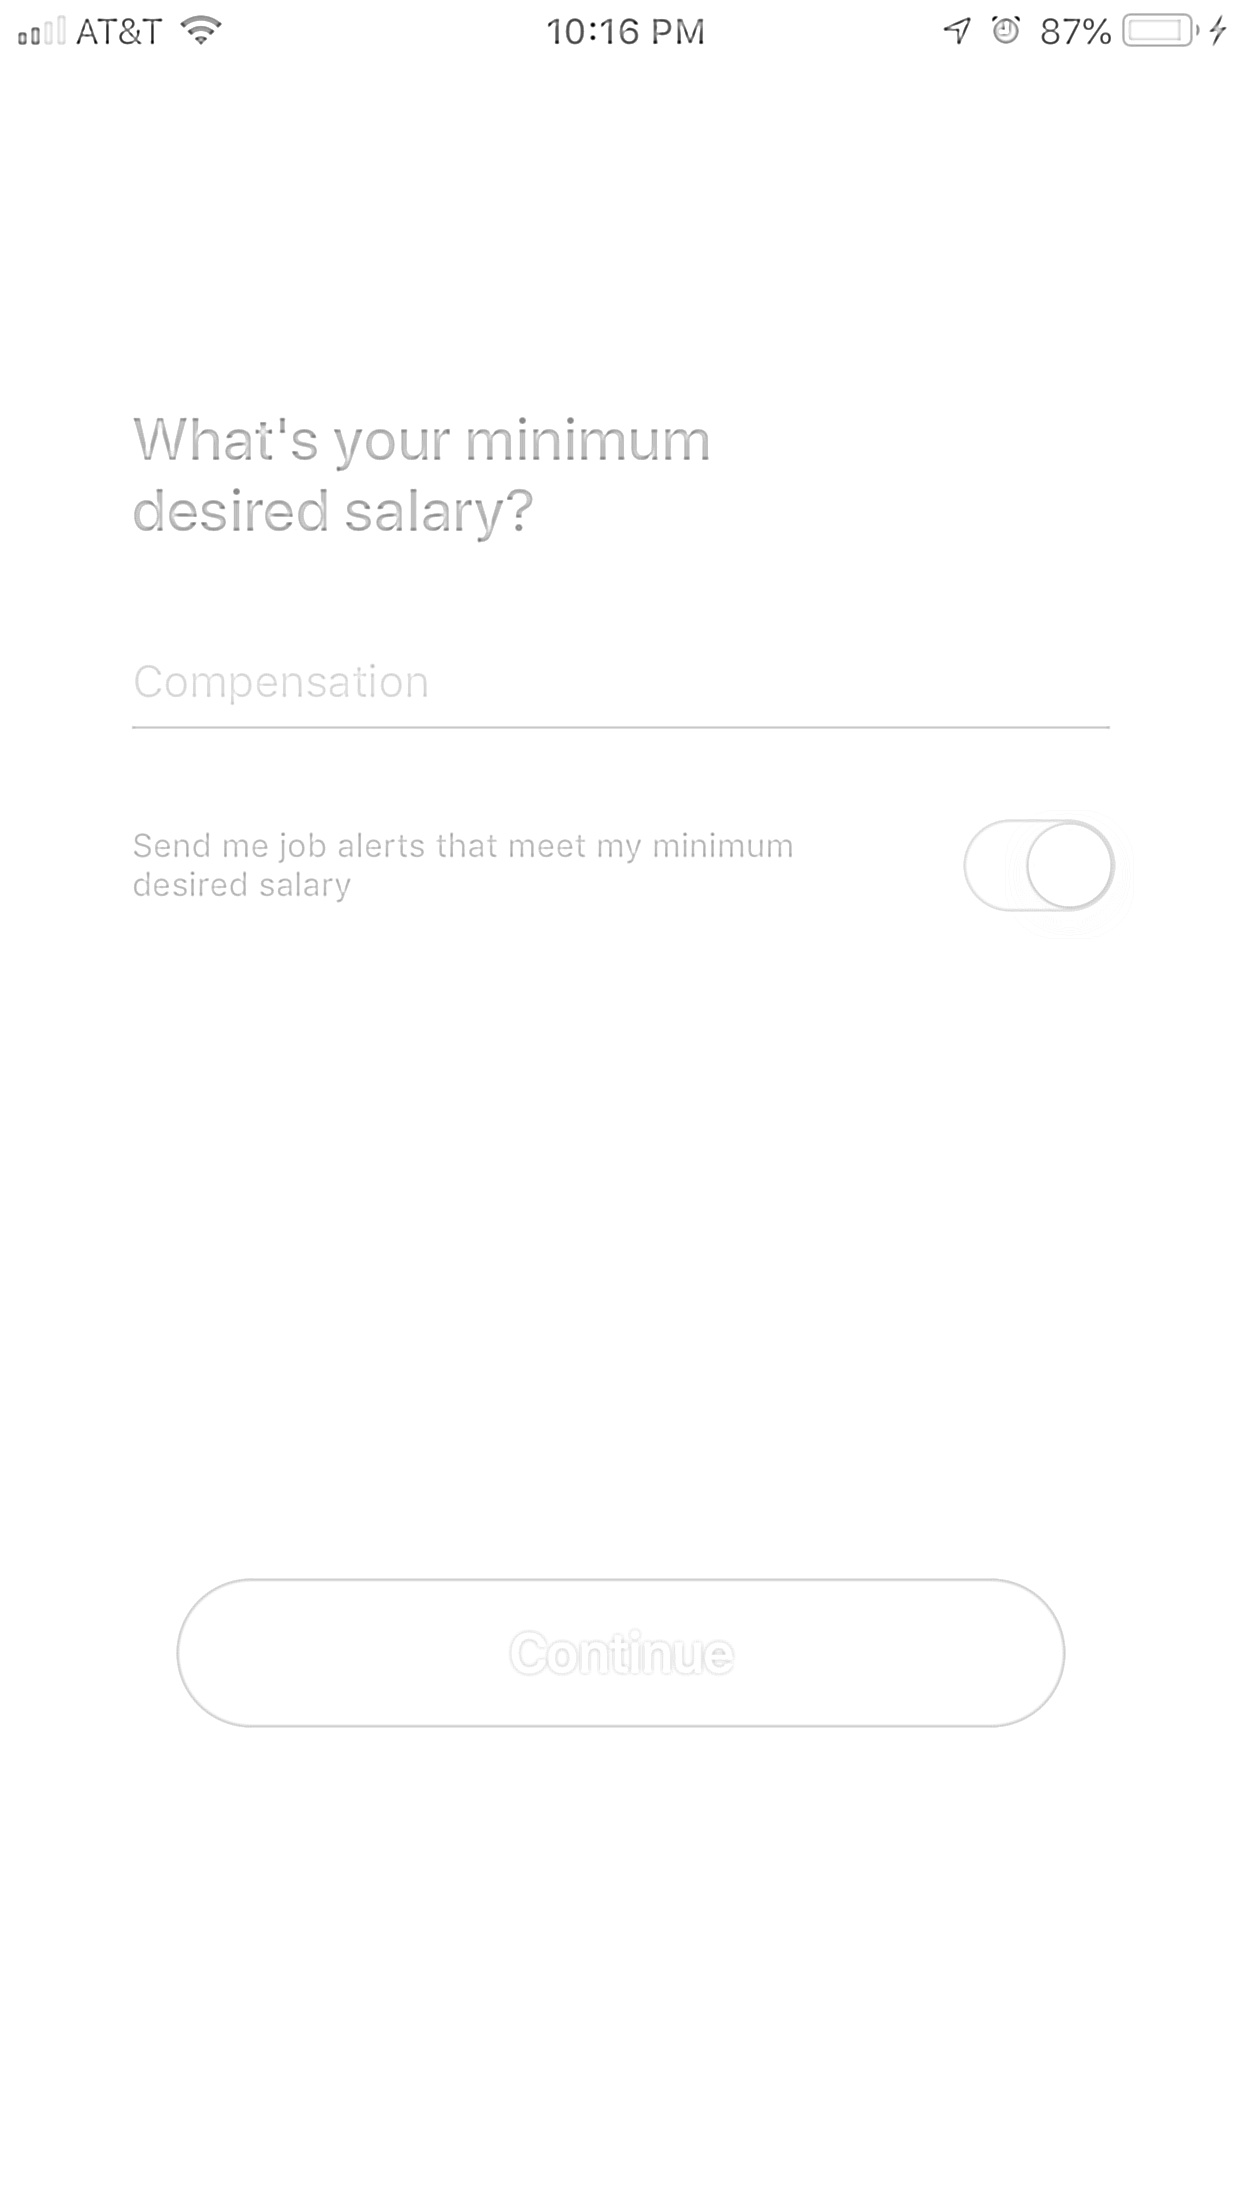 AT&T 10:16 PM 87%
What's your minimum
desired salary?
Compensation
Send me job alerts that meet my minimum
desired salary
Continue